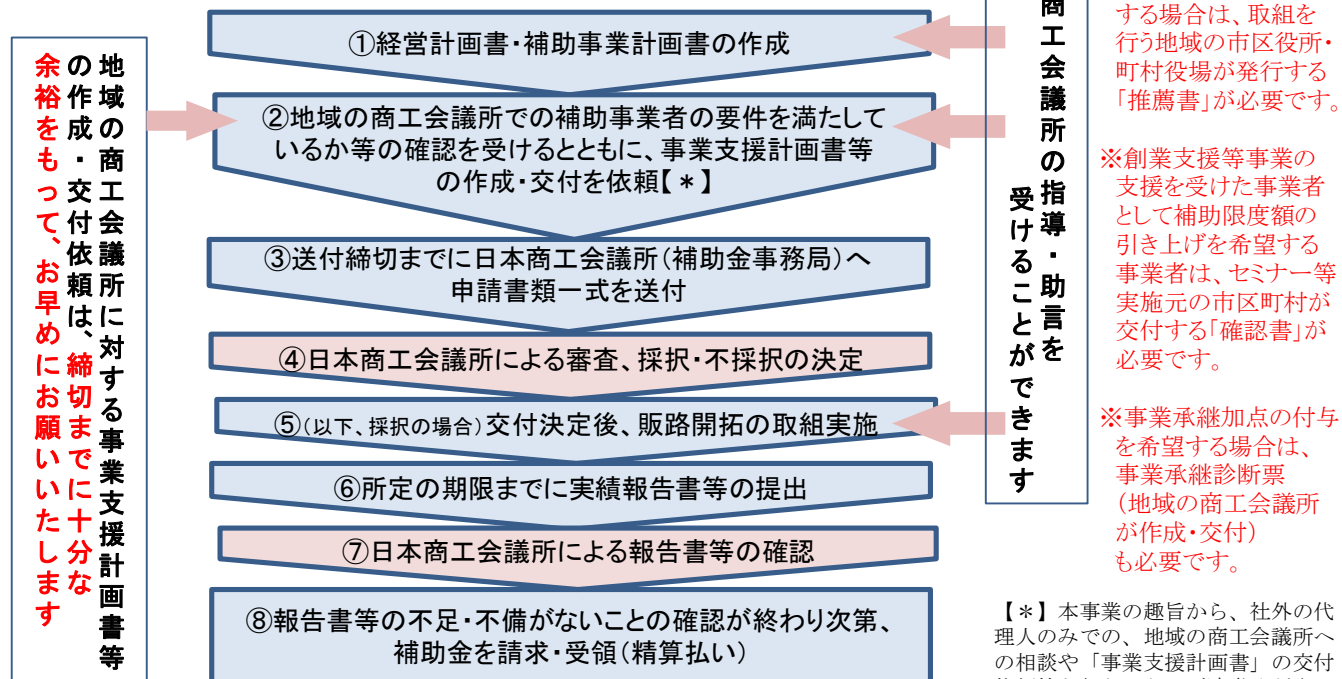 地域の商工会議所に対する事業支援計画書等
の作成・交付依頼は、締切までに十分な
余裕をもって、お早めにお願いいたします
①経営計画書・補助事業計画書の作成
②地域の商工会議所での補助事業者の要件を満たして
いるか等の確認を受けるとともに、事業支援計画書等
の作成・交付を依頼【*】
③送付締切までに日本商工会議所(補助金事務局)へ
申請書類一式を送付
④日本商工会議所による審査、採択・不採択の決定
⑤(以下、採択の場合)交付決定後、販路開拓の取組実施
⑥所定の期限までに実績報告書等の提出
⑦日本商工会議所による報告書等の確認
⑧報告書等の不足・不備がないことの確認が終わり次第、
補助金を請求・受領(精算払い)
商工会議所の指導・助言を
受けることができます
する場合は、取組を
行う地域の市区役所・
町村役場が発行する
「推薦書」が必要です。
※創業支援等事業の
支援を受けた事業者
として補助限度額の
引き上げを希望する
事業者は、セミナー等
実施元の市区町村が
交付する「確認書」が
必要です。
※事業承継加点の付与
を希望する場合は、
事業承継診断票
(地域の商工会議所
が作成・交付)
も必要です。
【*】本事業の趣旨から、社外の代
理人のみでの、地域の商工会議所へ
の相談や「事業支援計画書」の交付